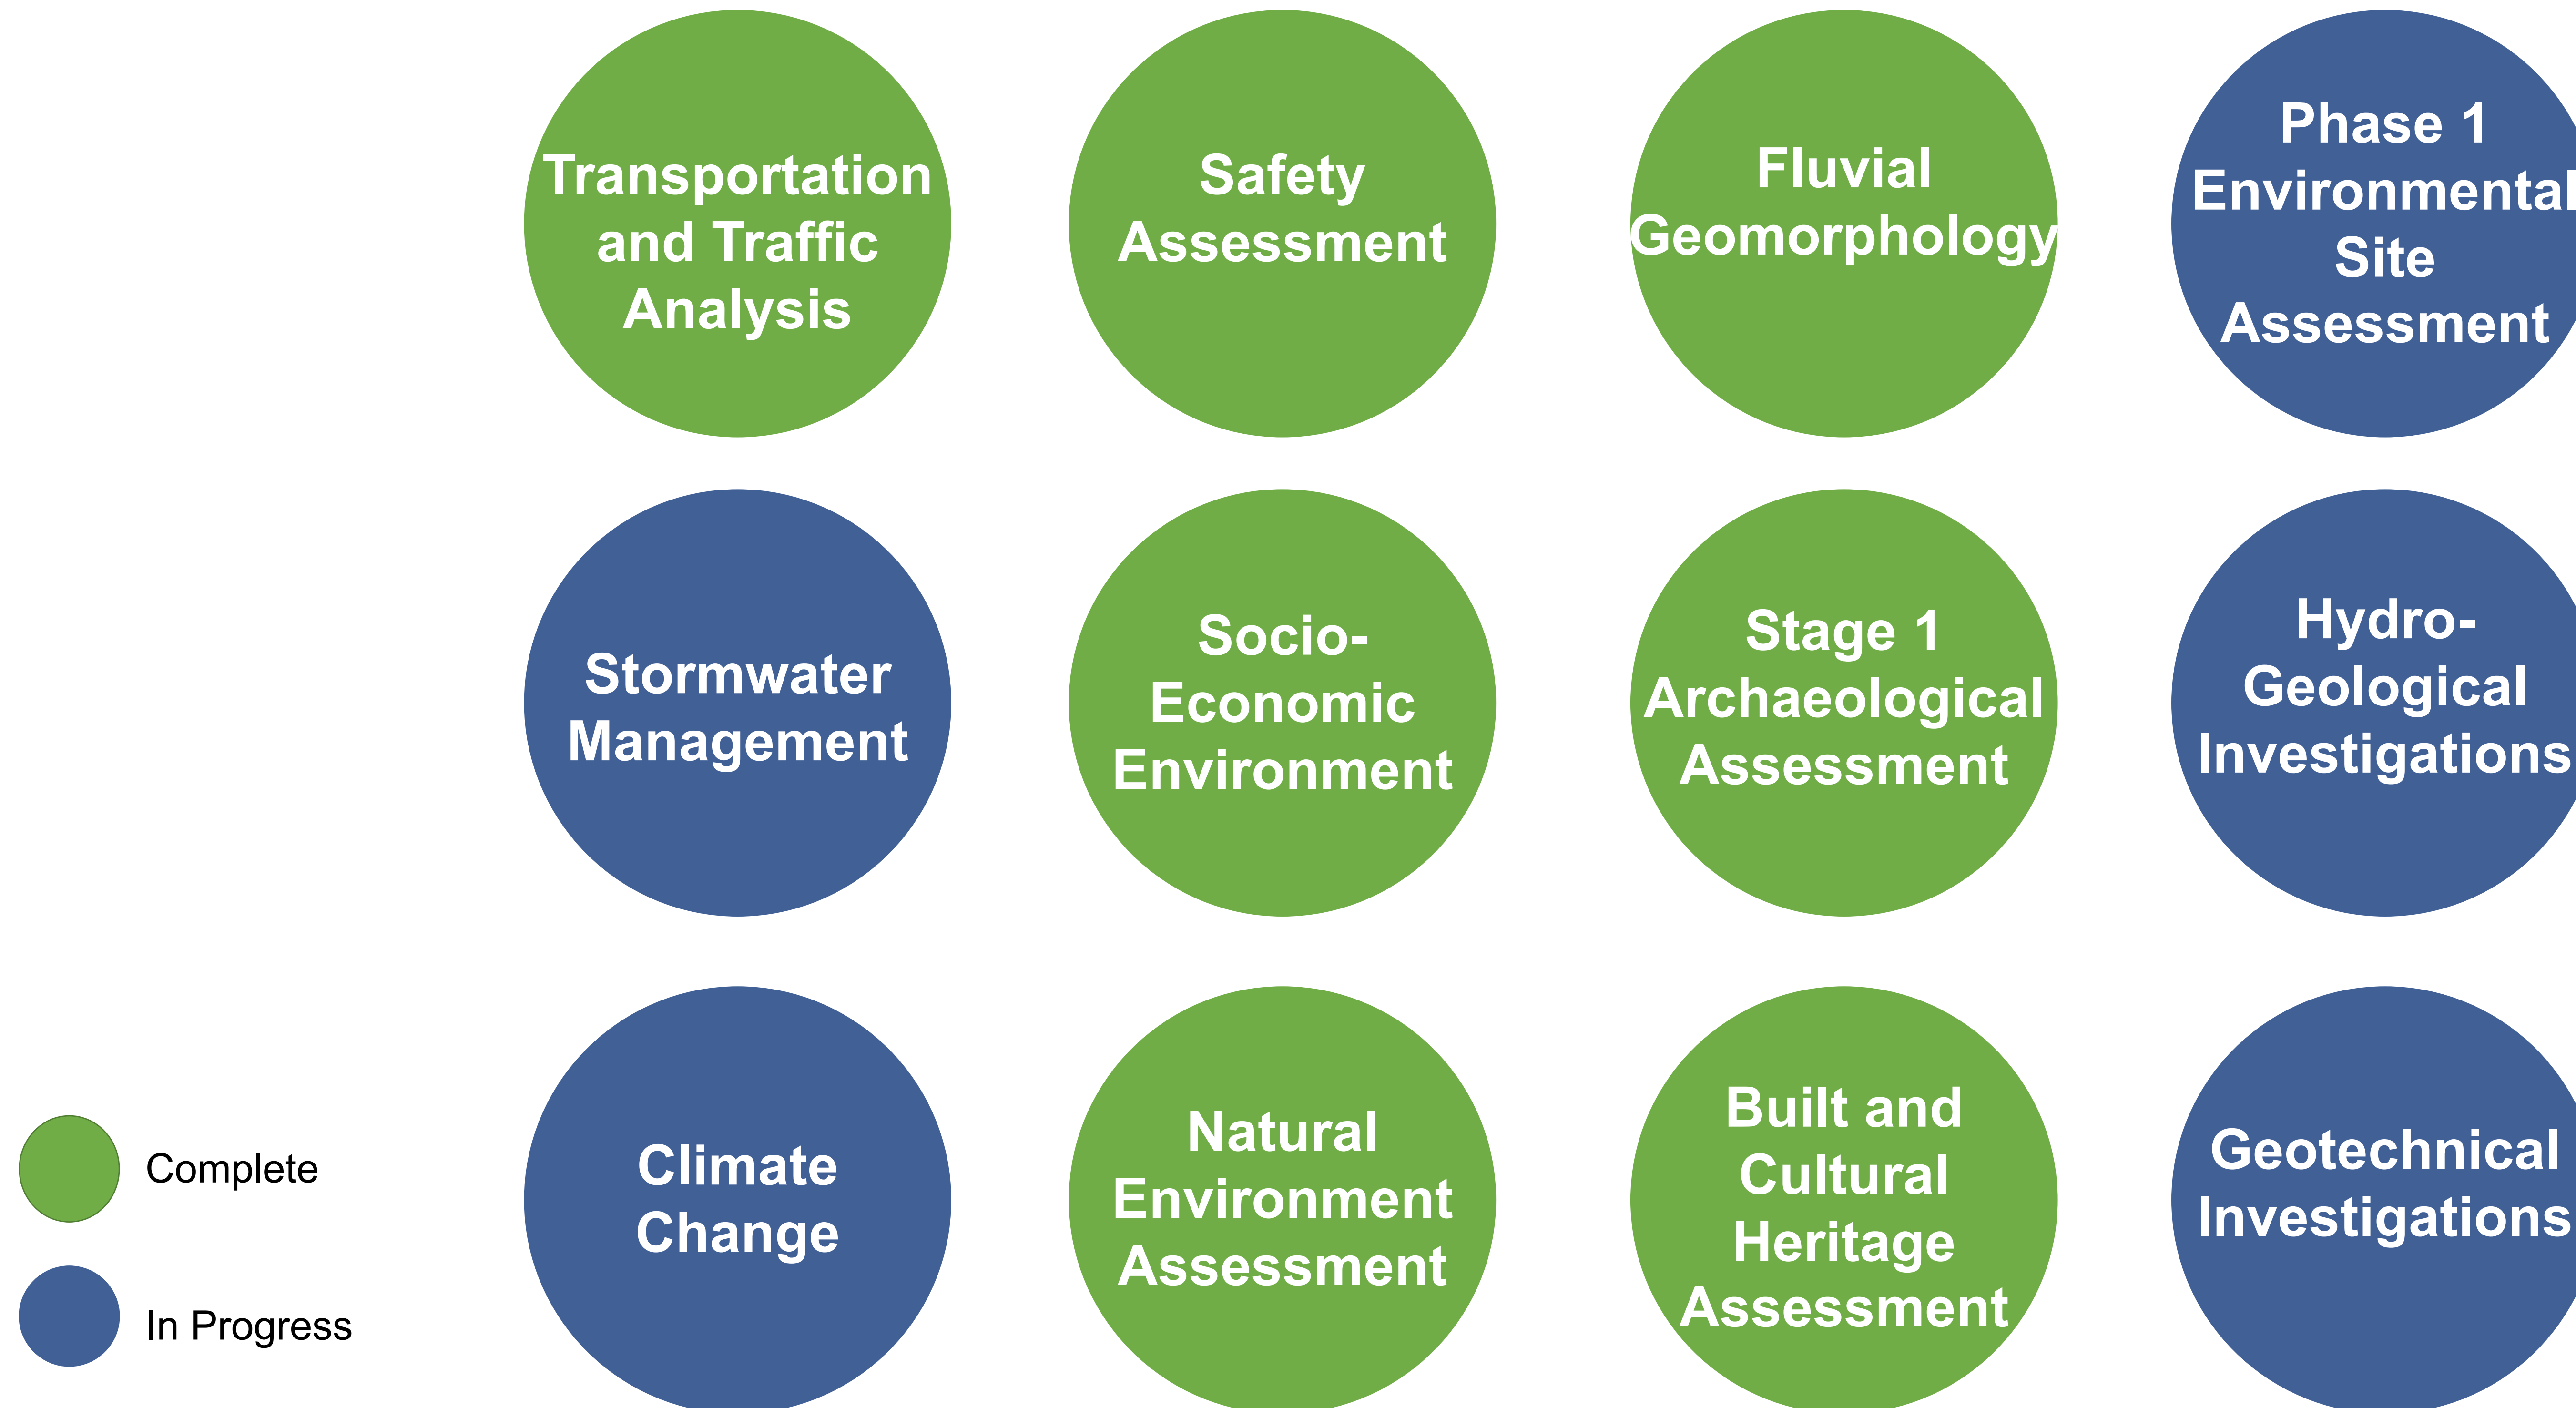 Transportation
and Traffic
Analysis
Safety
Assessment
Fluvial
Geomorphology
Phase 1
Environmental
Site
Assessment
Stormwater
Management
Socio-
Economic
Environment
Stage 1
Archaeological
Assessment
Hydro-
Geological
Investigations
Climate
Change
Natural
Environment
Assessment
Built and
Cultural
Heritage
Assessment
Geotechnical
Investigations
Complete
In Progress